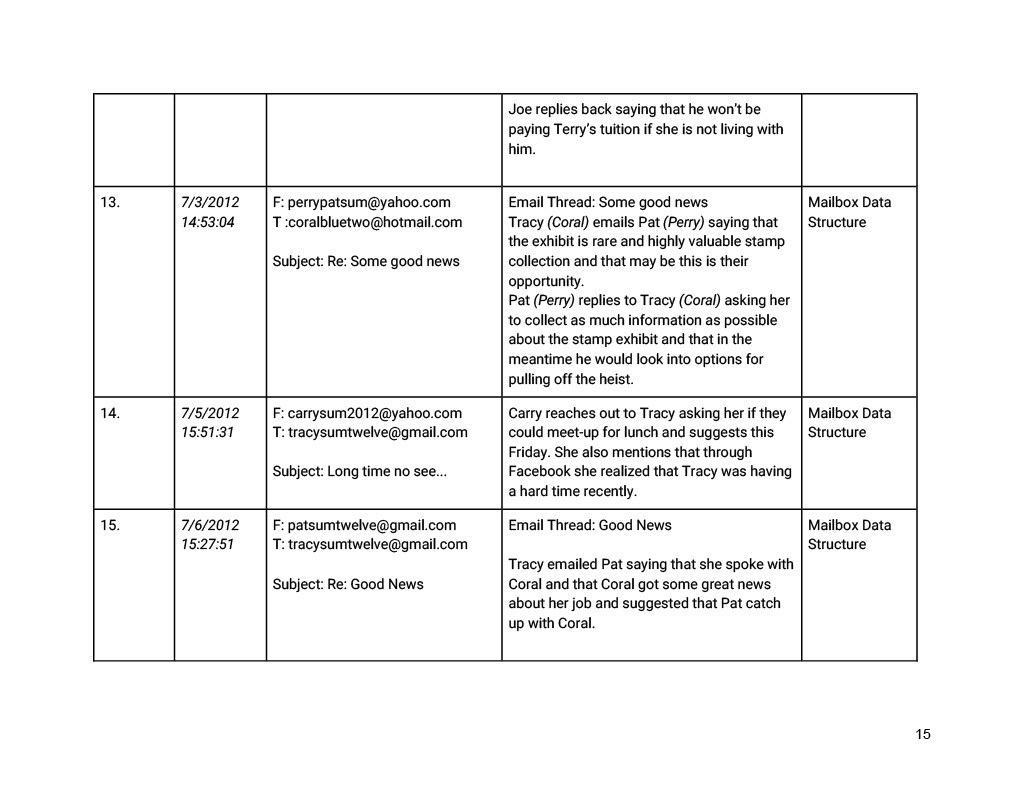 Joe replies back saying that he won’t be
paying Terry’s tuition if she is not living with
him.
13.
7/3/2012
14:53:04
F: perrypatsum@yahoo.com
T :coralbluetwo@hotmail.com
Subject: Re: Some good news
Email Thread: Some good news
Tracy (Coral) emails Pat (Perry) saying that
the exhibit is rare and highly valuable stamp
collection and that may be this is their
opportunity.
Pat (Perry) replies to Tracy (Coral) asking her
to collect as much information as possible
about the stamp exhibit and that in the
meantime he would look into options for
pulling off the heist.
Mailbox Data
Structure
14.
7/5/2012
15:51:31
F: carrysum2012@yahoo.com
T: tracysumtwelve@gmail.com
Subject: Long time no see...
Carry reaches out to Tracy asking her if they
could meet-up for lunch and suggests this
Friday. She also mentions that through
Facebook she realized that Tracy was having
a hard time recently.
Mailbox Data
Structure
15.
7/6/2012
15:27:51
F: patsumtwelve@gmail.com
T: tracysumtwelve@gmail.com
Subject: Re: Good News
Email Thread: Good News
Tracy emailed Pat saying that she spoke with
Coral and that Coral got some great news
about her job and suggested that Pat catch
up with Coral.
Mailbox Data
Structure
15